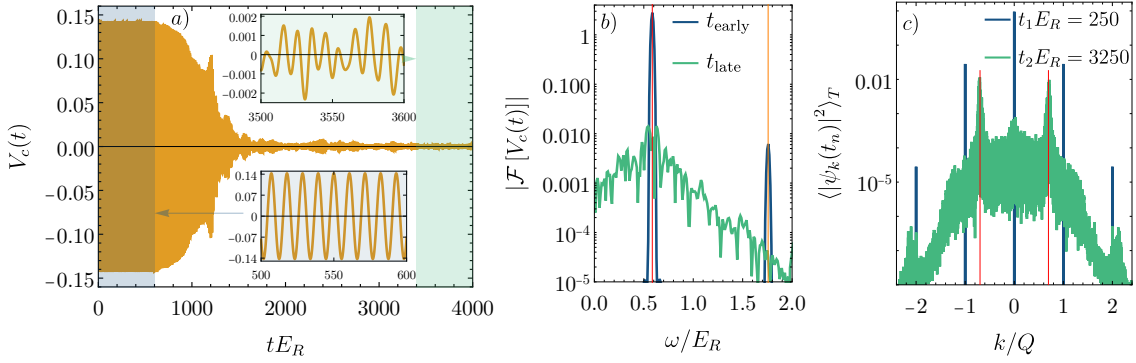 a)
V_c(t)
0.15
0.10
0.05
0.00
−0.05
−0.10
−0.15
0 1000 2000 3000 4000
tE_R
0.002
0.001
0
−0.001
−0.002
3500 3550 3600
0.14
0.07
0
−0.07
−0.14
500 550 600
b)
|F[V_c(t)]|
1
0.100
0.010
0.001
10^−4
10^−5
0.0 0.5 1.0 1.5 2.0
ω/E_R
t_early
t_late
c)
⟨|ψ_k(t_n)|^2⟩_T
0.01
10^−5
−2 −1 0 1 2
k/Q
t_1E_R = 250
t_2E_R = 3250